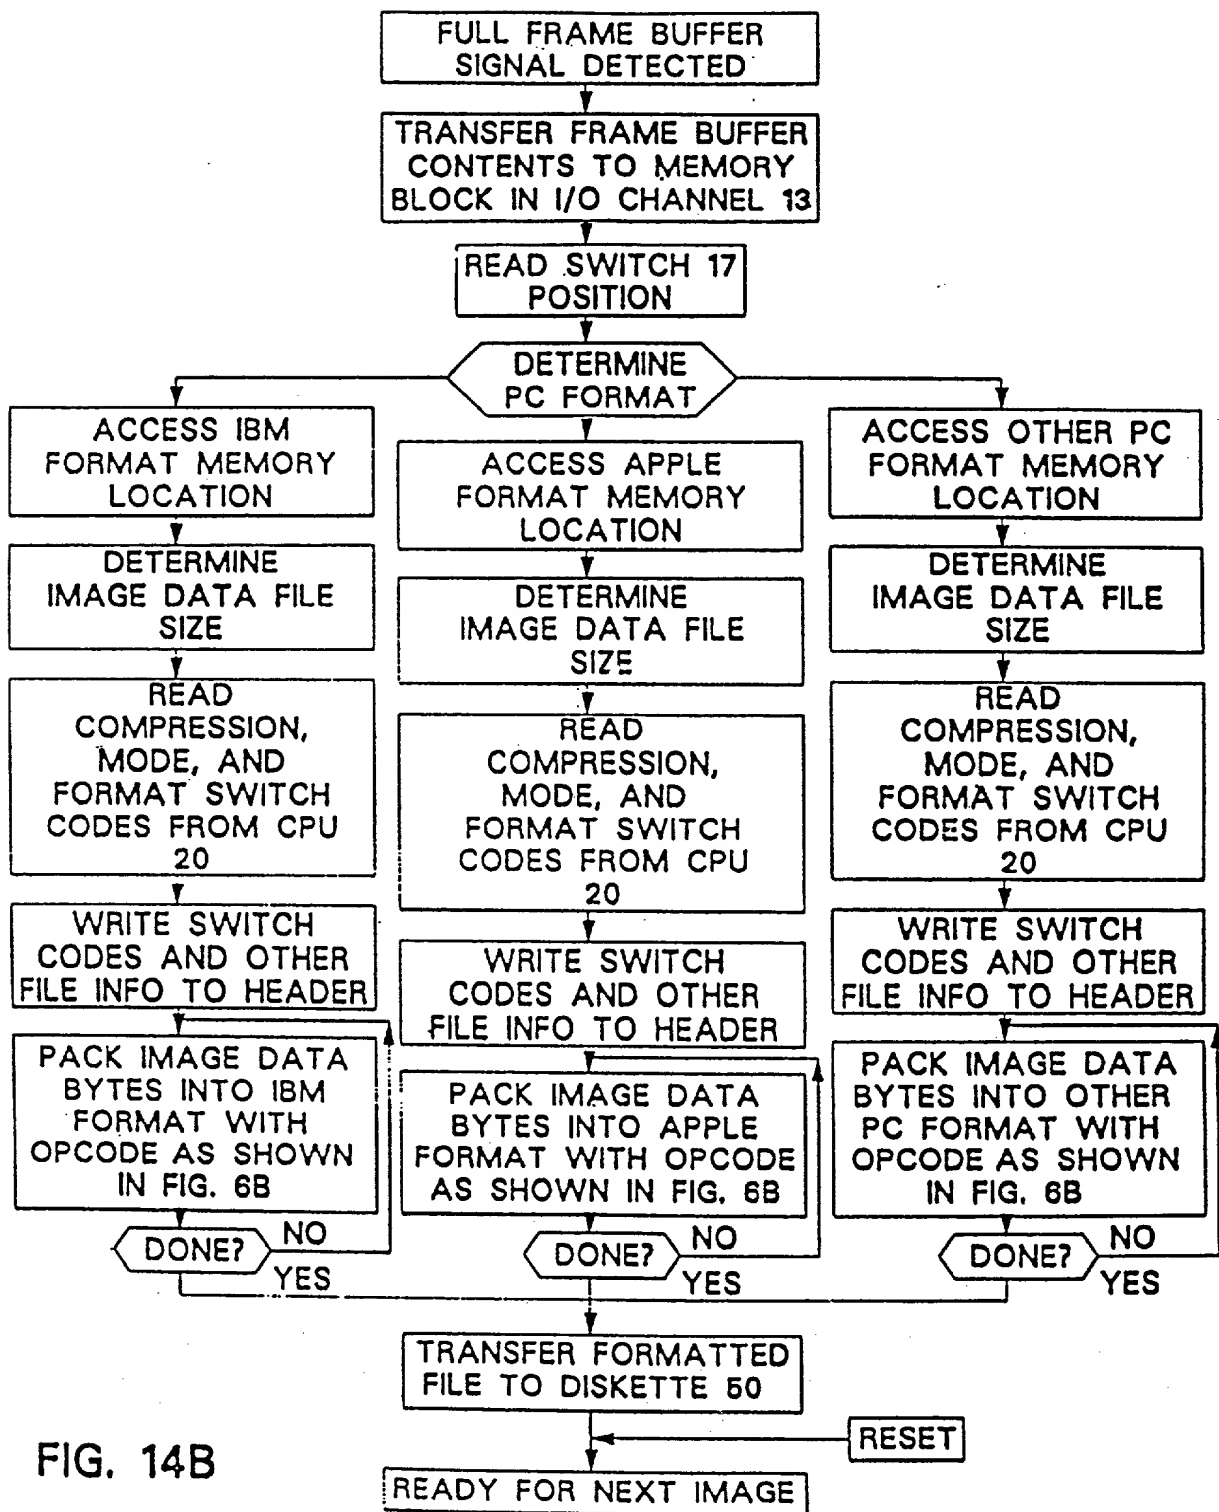 FULL FRAME BUFFER
SIGNAL DETECTED
TRANSFER FRAME BUFFER
CONTENTS TO MEMORY
BLOCK IN I/O CHANNEL 13
READ SWITCH 17
POSITION
DETERMINE
PC FORMAT
ACCESS IBM
FORMAT MEMORY
LOCATION
DETERMINE
IMAGE DATA FILE
SIZE
READ
COMPRESSION,
MODE, AND
FORMAT SWITCH
CODES FROM CPU
20
WRITE SWITCH
CODES AND OTHER
FILE INFO TO HEADER
PACK IMAGE DATA
BYTES INTO IBM
FORMAT WITH
OPCODE AS SHOWN
IN FIG. 6B
DONE?
NO
YES
ACCESS APPLE
FORMAT MEMORY
LOCATION
DETERMINE
IMAGE DATA FILE
SIZE
READ
COMPRESSION,
MODE, AND
FORMAT SWITCH
CODES FROM CPU
20
WRITE SWITCH
CODES AND OTHER
FILE INFO TO HEADER
PACK IMAGE DATA
BYTES INTO APPLE
FORMAT WITH OPCODE
AS SHOWN IN FIG. 6B
DONE?
NO
YES
ACCESS OTHER PC
FORMAT MEMORY
LOCATION
DETERMINE
IMAGE DATA FILE
SIZE
READ
COMPRESSION,
MODE, AND
FORMAT SWITCH
CODES FROM CPU
20
WRITE SWITCH
CODES AND OTHER
FILE INFO TO HEADER
PACK IMAGE DATA
BYTES INTO OTHER
PC FORMAT WITH
OPCODE AS SHOWN
IN FIG. 6B
DONE?
NO
YES
TRANSFER FORMATTED
FILE TO DISKETTE 50
RESET
READY FOR NEXT IMAGE
FIG. 14B